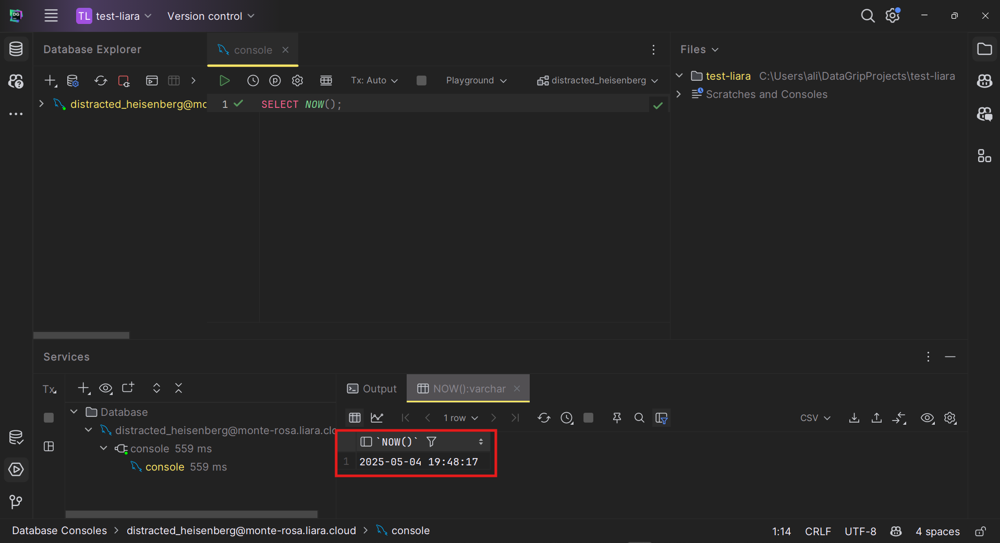 TL test-liara Version control
Database Explorer
console
Files
Tx: Auto
Playground
distracted_heisenberg
test-liara C:\Users\ali\DataGripProjects\test-liara
Scratches and Consoles
distracted_heisenberg@mo
1 SELECT NOW();
Services
Tx
Output
NOW():varchar
Database
1 row
CSV
distracted_heisenberg@monte-rosa.liara.clo
console 559 ms
console 559 ms
`NOW()`
1 2025-05-04 19:48:17
Database Consoles > distracted_heisenberg@monte-rosa.liara.cloud > console
1:14 CRLF UTF-8 4 spaces